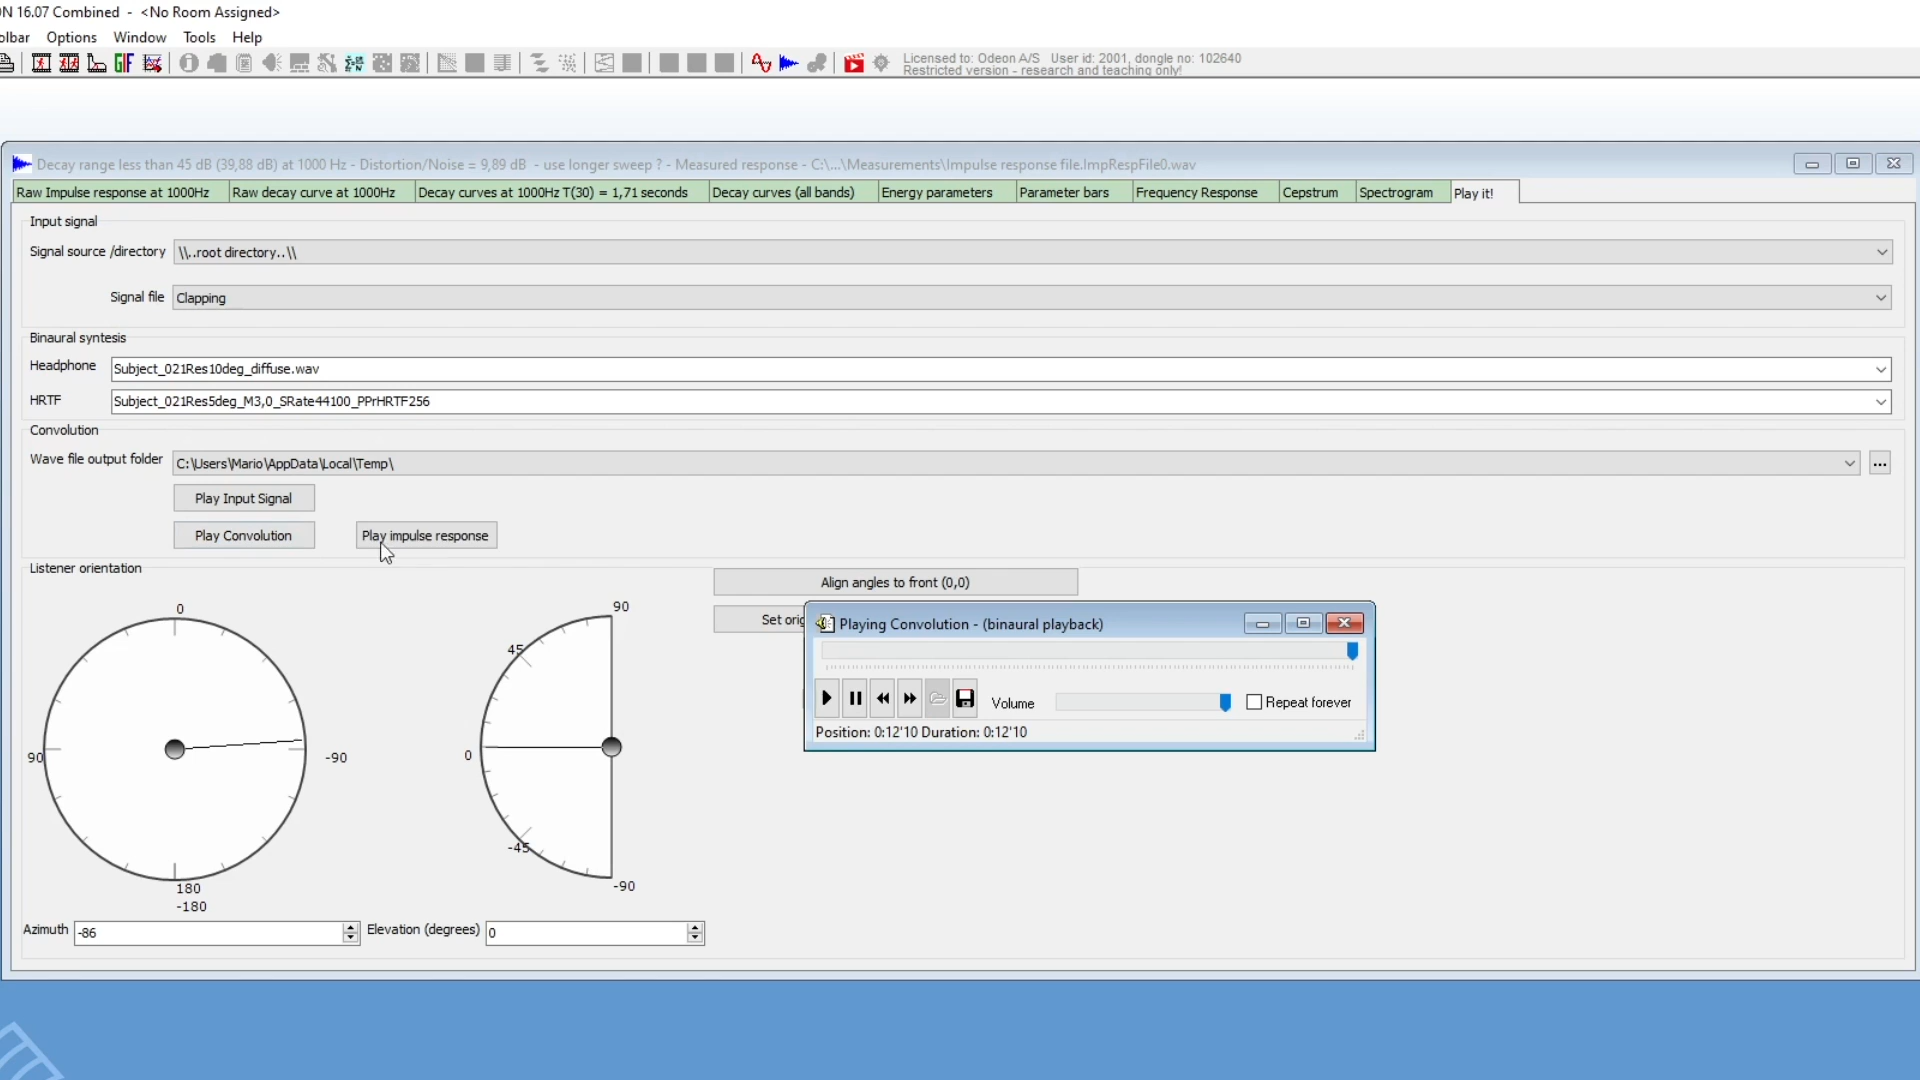 ON 16.07 Combined - <No Room Assigned>
olbar Options Window Tools Help
GIF
Licensed to: Odeon A/S User id: 2001, dongle no: 102640
Restricted version - research and teaching only!
Decay range less than 45 dB (39,88 dB) at 1000 Hz - Distortion/Noise = 9,89 dB - use longer sweep ? - Measured response - C:\...\Measurements\Impulse response file.ImpRespFile0.wav
Raw Impulse response at 1000Hz Raw decay curve at 1000Hz Decay curves at 1000Hz T(30) = 1,71 seconds Decay curves (all bands) Energy parameters Parameter bars Frequency Response Cepstrum Spectrogram Play it!
Input signal
Signal source /directory \\..root directory..\\
Signal file Clapping
Binaural syntesis
Headphone Subject_021Res10deg_diffuse.wav
HRTF Subject_021Res5deg_M3,0_SRate44100_PPrHRTF256
Convolution
Wave file output folder C:\Users\Mario\AppData\Local\Temp\ ...
Play Input Signal
Play Convolution Play impulse response
Listener orientation
Align angles to front (0,0)
Set orig
0
90
-90
180
-180
90
45
0
-45
-90
Playing Convolution - (binaural playback)
Volume Repeat forever
Position: 0:12'10 Duration: 0:12'10
Azimuth -86 Elevation (degrees) 0